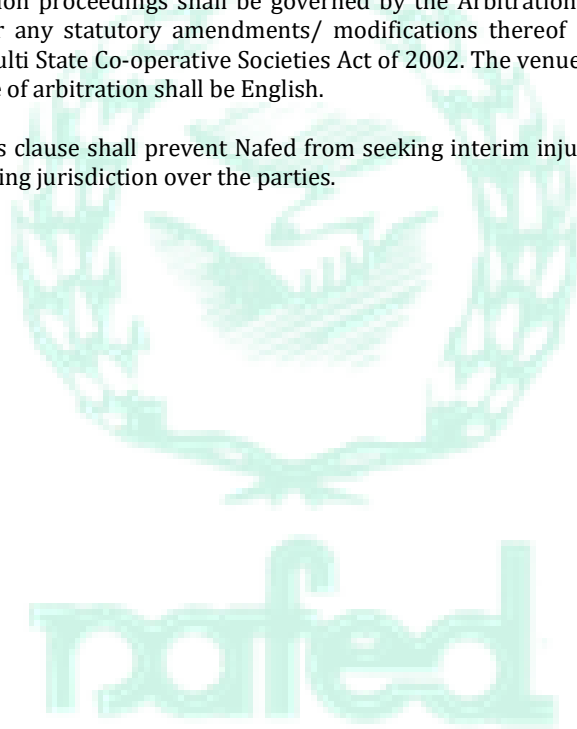 ion proceedings shall be governed by the Arbitration
r any statutory amendments/ modifications thereof
ulti State Co-operative Societies Act of 2002. The venue
e of arbitration shall be English.
s clause shall prevent Nafed from seeking interim inju
ing jurisdiction over the parties.
nafed